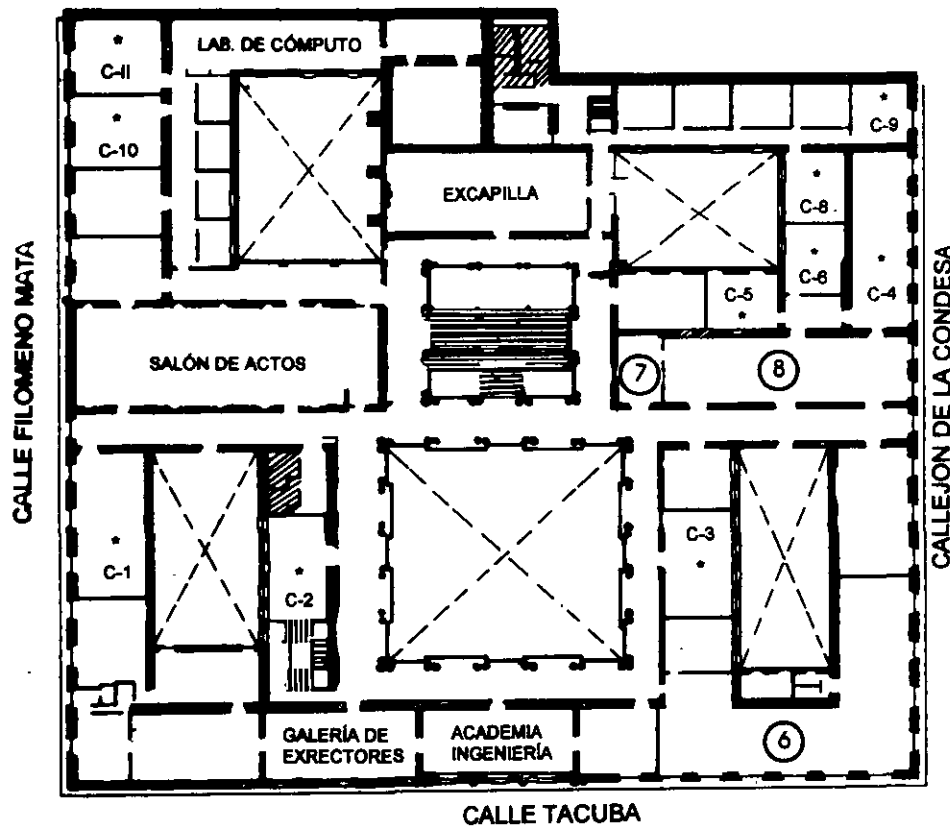 LAB. DE CÓMPUTO
* C-11
* C-10
* C-9
EXCAPILLA
* C-8
* C-6
* C-4
C-5 *
CALLE FILOMENO MATA
SALÓN DE ACTOS
7
8
CALLEJON DE LA CONDESA
* C-1
* C-2
C-3 *
GALERÍA DE
EXRECTORES
ACADEMIA
INGENIERÍA
6
CALLE TACUBA